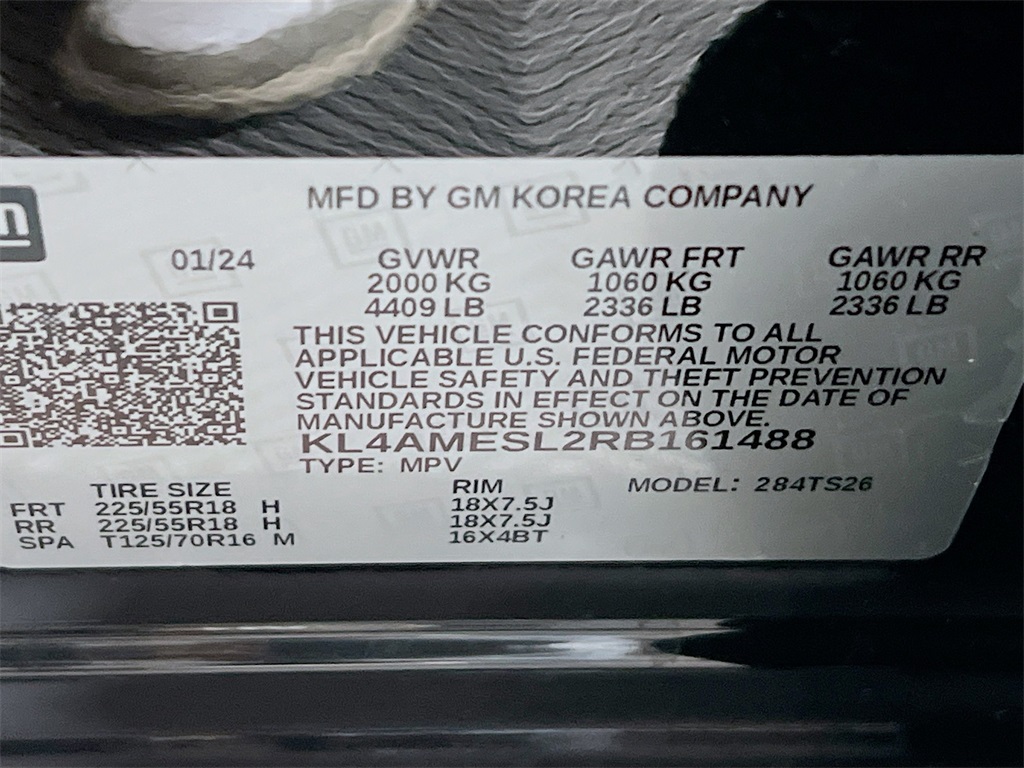 MFD BY GM KOREA COMPANY
01/24 GVWR GAWR FRT GAWR RR
2000 KG 1060 KG 1060 KG
4409 LB 2336 LB 2336 LB
THIS VEHICLE CONFORMS TO ALL
APPLICABLE U.S. FEDERAL MOTOR
VEHICLE SAFETY AND THEFT PREVENTION
STANDARDS IN EFFECT ON THE DATE OF
MANUFACTURE SHOWN ABOVE.
KL4AMESL2RB161488
TYPE: MPV
TIRE SIZE RIM MODEL: 284TS26
FRT 225/55R18 H 18X7.5J
RR 225/55R18 H 18X7.5J
SPA T125/70R16 M 16X4BT